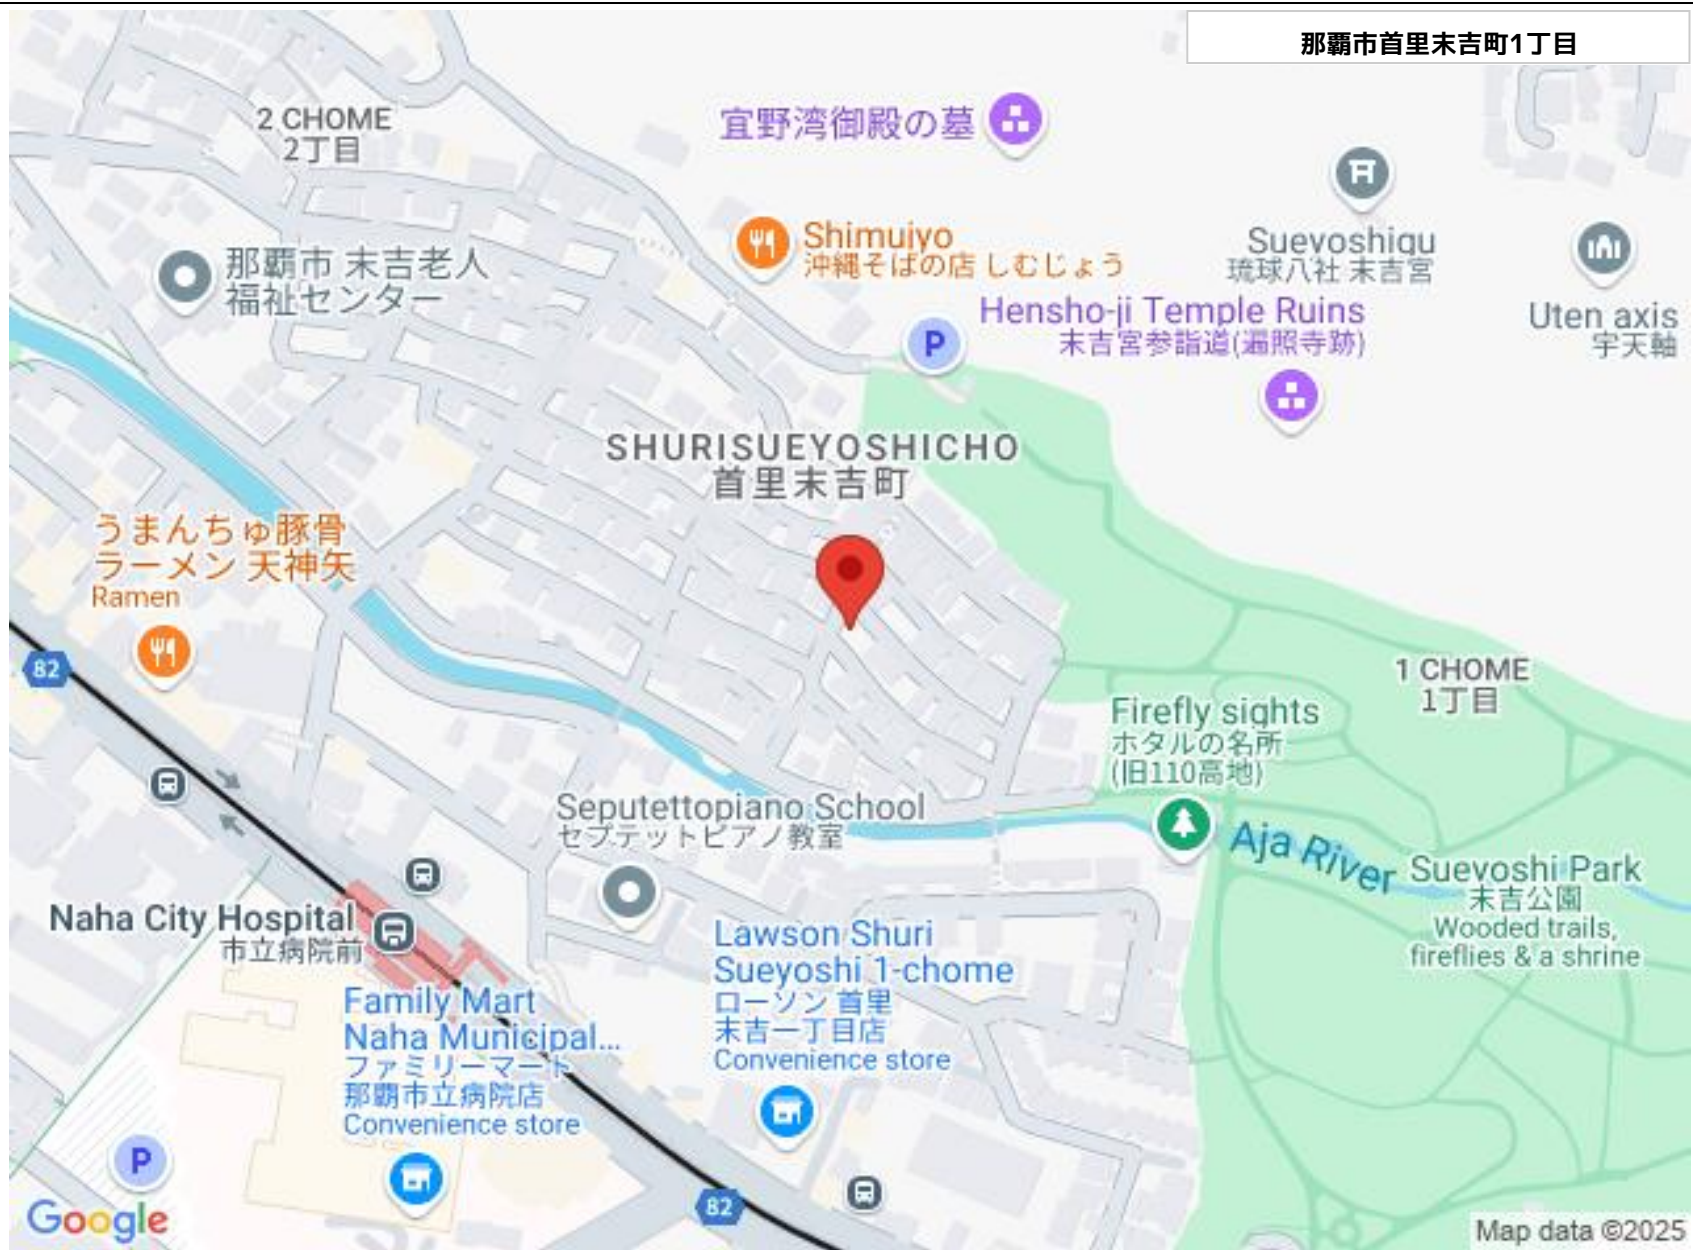 那覇市首里末吉町1丁目
2 CHOME
2丁目
宜野湾御殿の墓
Shimuiyo
沖縄そばの店 しむじょう
Sueyoshigu
琉球八社 末吉宮
Uten axis
宇天軸
那覇市 末吉老人
福祉センター
P
Hensho-ji Temple Ruins
末吉宮参詣道(遍照寺跡)
SHURISUEYOSHICHO
首里末吉町
うまんちゅ豚骨
ラーメン 天神矢
Ramen
82
1 CHOME
1丁目
Firefly sights
ホタルの名所
(旧110高地)
Seputettopiano School
セプテットピアノ教室
Aja River
Sueyoshi Park
末吉公園
Wooded trails,
fireflies & a shrine
Naha City Hospital
市立病院前
Lawson Shuri
Sueyoshi 1-chome
ローソン 首里
末吉一丁目店
Convenience store
Family Mart
Naha Municipal...
ファミリーマート
那覇市立病院店
Convenience store
P
82
Google
Map data ©2025